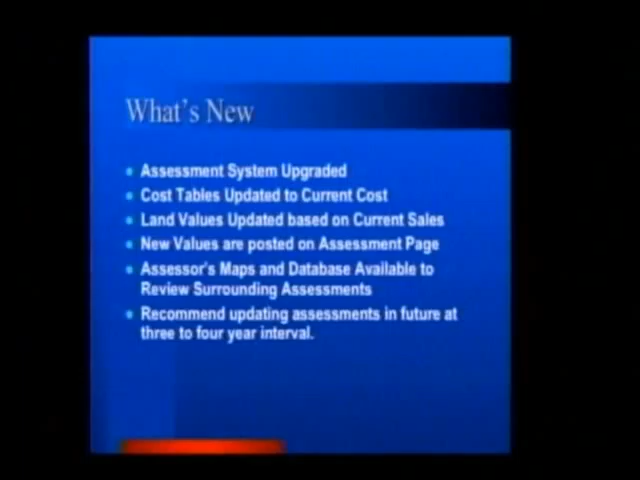 What's New
Assessment System Upgraded
Cost Tables Updated to Current Cost
Land Values Updated based on Current Sales
New Values are posted on Assessment Page
Assessor's Maps and Database Available to
Review Surrounding Assessments
Recommend updating assessments in future at
three to four year interval.